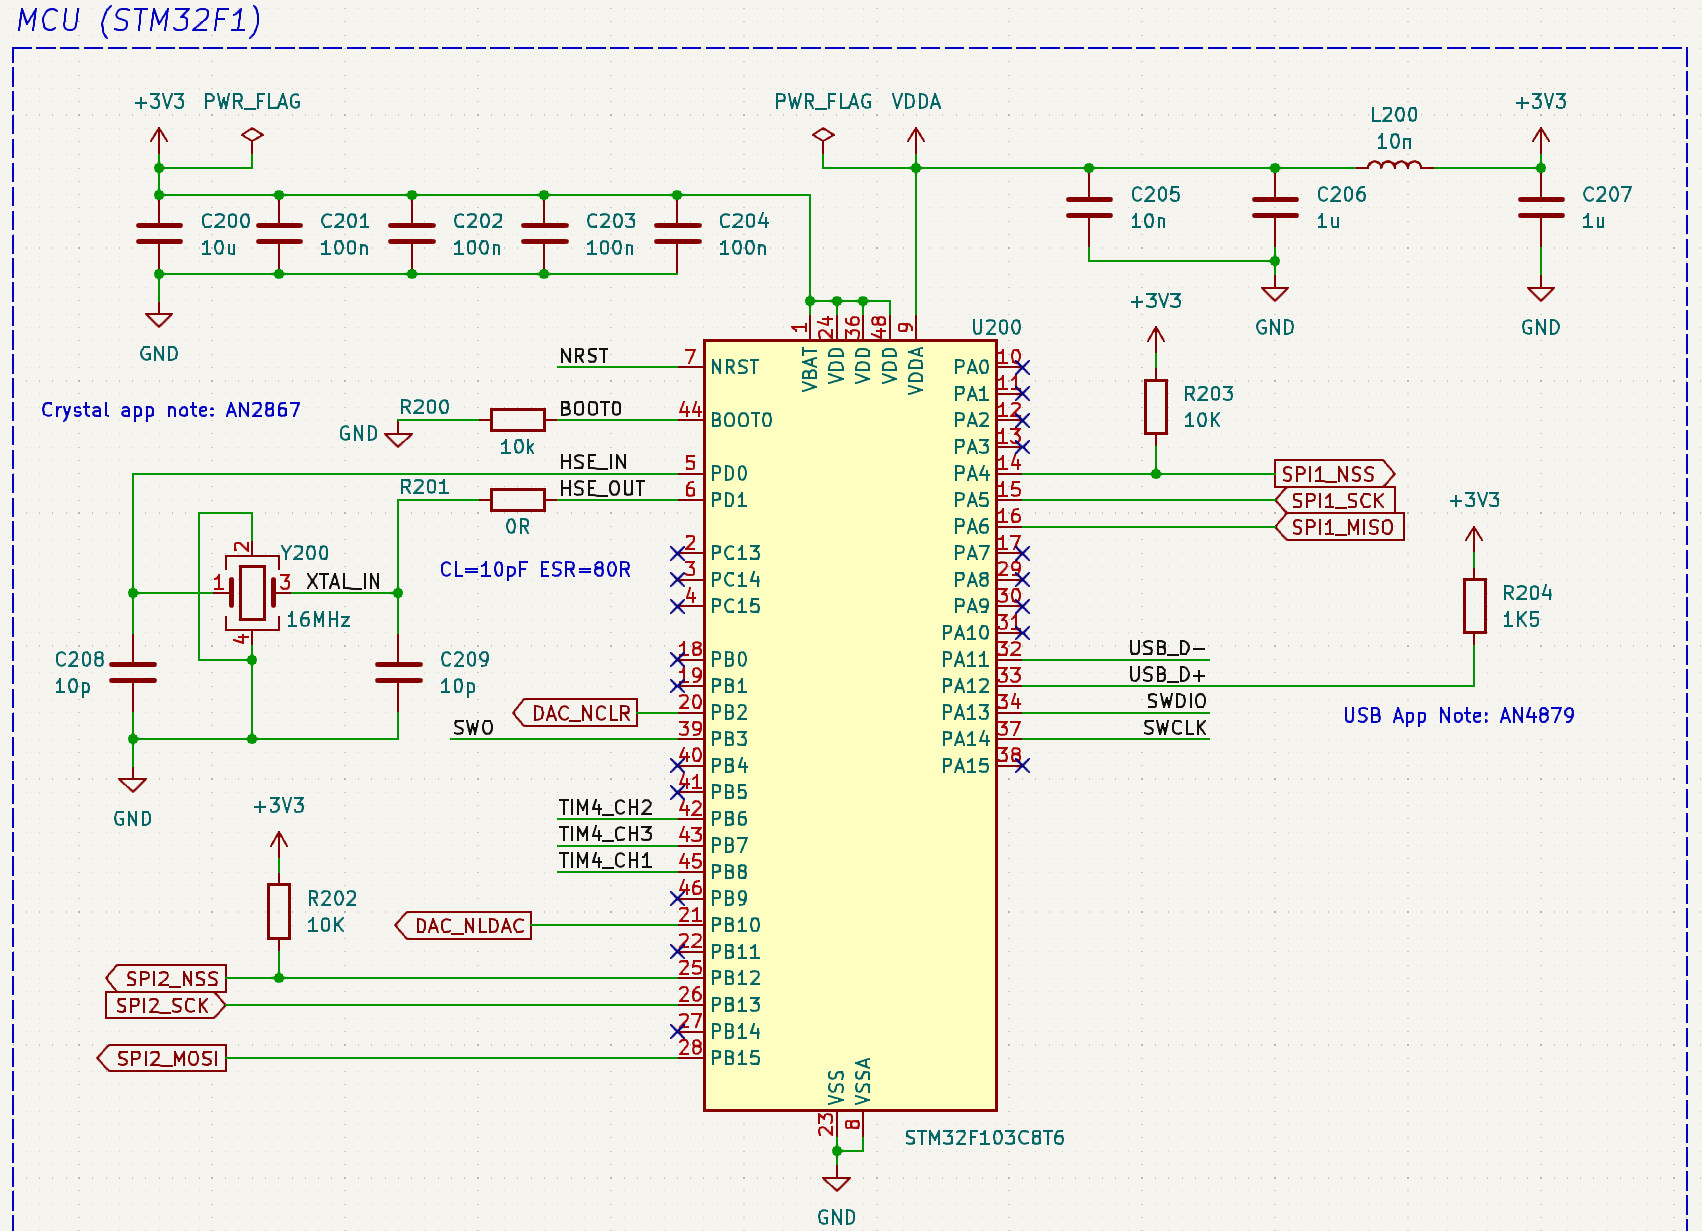 MCU (STM32F1)
+3V3 PWR_FLAG
PWR_FLAG VDDA
L200
10n
+3V3
C200
10u
C201
100n
C202
100n
C203
100n
C204
100n
C205
10n
C206
1u
C207
1u
GND
GND
GND
+3V3
R203
10K
U200
1 VBAT
24 VDD
36 VDD
48 VDD
9 VDDA
NRST 7 NRST
Crystal app note: AN2867
GND R200 10k BOOT0 44 BOOT0
HSE_IN 5 PD0
R201 0R HSE_OUT 6 PD1
CL=10pF ESR=80R
2 PC13
3 PC14
4 PC15
Y200
16MHz
1
2
3
4
XTAL_IN
C208
10p
C209
10p
GND
18 PB0
19 PB1
DAC_NCLR 20 PB2
SWO 39 PB3
40 PB4
41 PB5
TIM4_CH2 42 PB6
TIM4_CH3 43 PB7
TIM4_CH1 45 PB8
46 PB9
DAC_NLDAC 21 PB10
22 PB11
+3V3
R202
10K
SPI2_NSS 25 PB12
SPI2_SCK 26 PB13
27 PB14
SPI2_MOSI 28 PB15
PA0 10
PA1 11
PA2 12
PA3 13
PA4 14 SPI1_NSS
PA5 15 SPI1_SCK
PA6 16 SPI1_MISO
PA7 17
PA8 29
PA9 30
PA10 31
PA11 32 USB_D-
PA12 33 USB_D+
PA13 34 SWDIO
PA14 37 SWCLK
PA15 38
+3V3
R204
1K5
USB App Note: AN4879
VSS 23
VSSA 8
STM32F103C8T6
GND